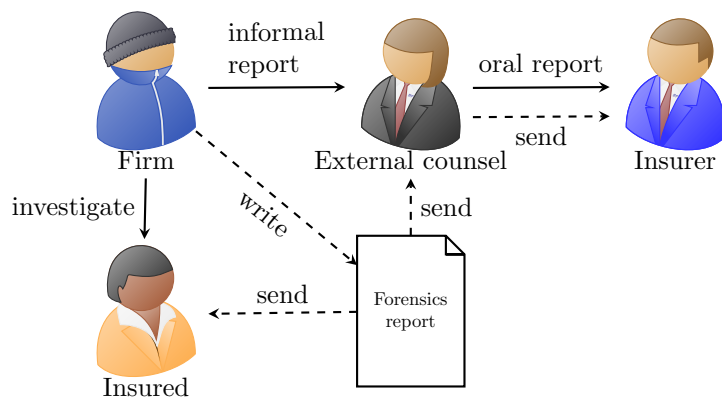 informal
report
oral report
send
Firm
External counsel
Insurer
investigate
write
send
send
Forensics
report
Insured